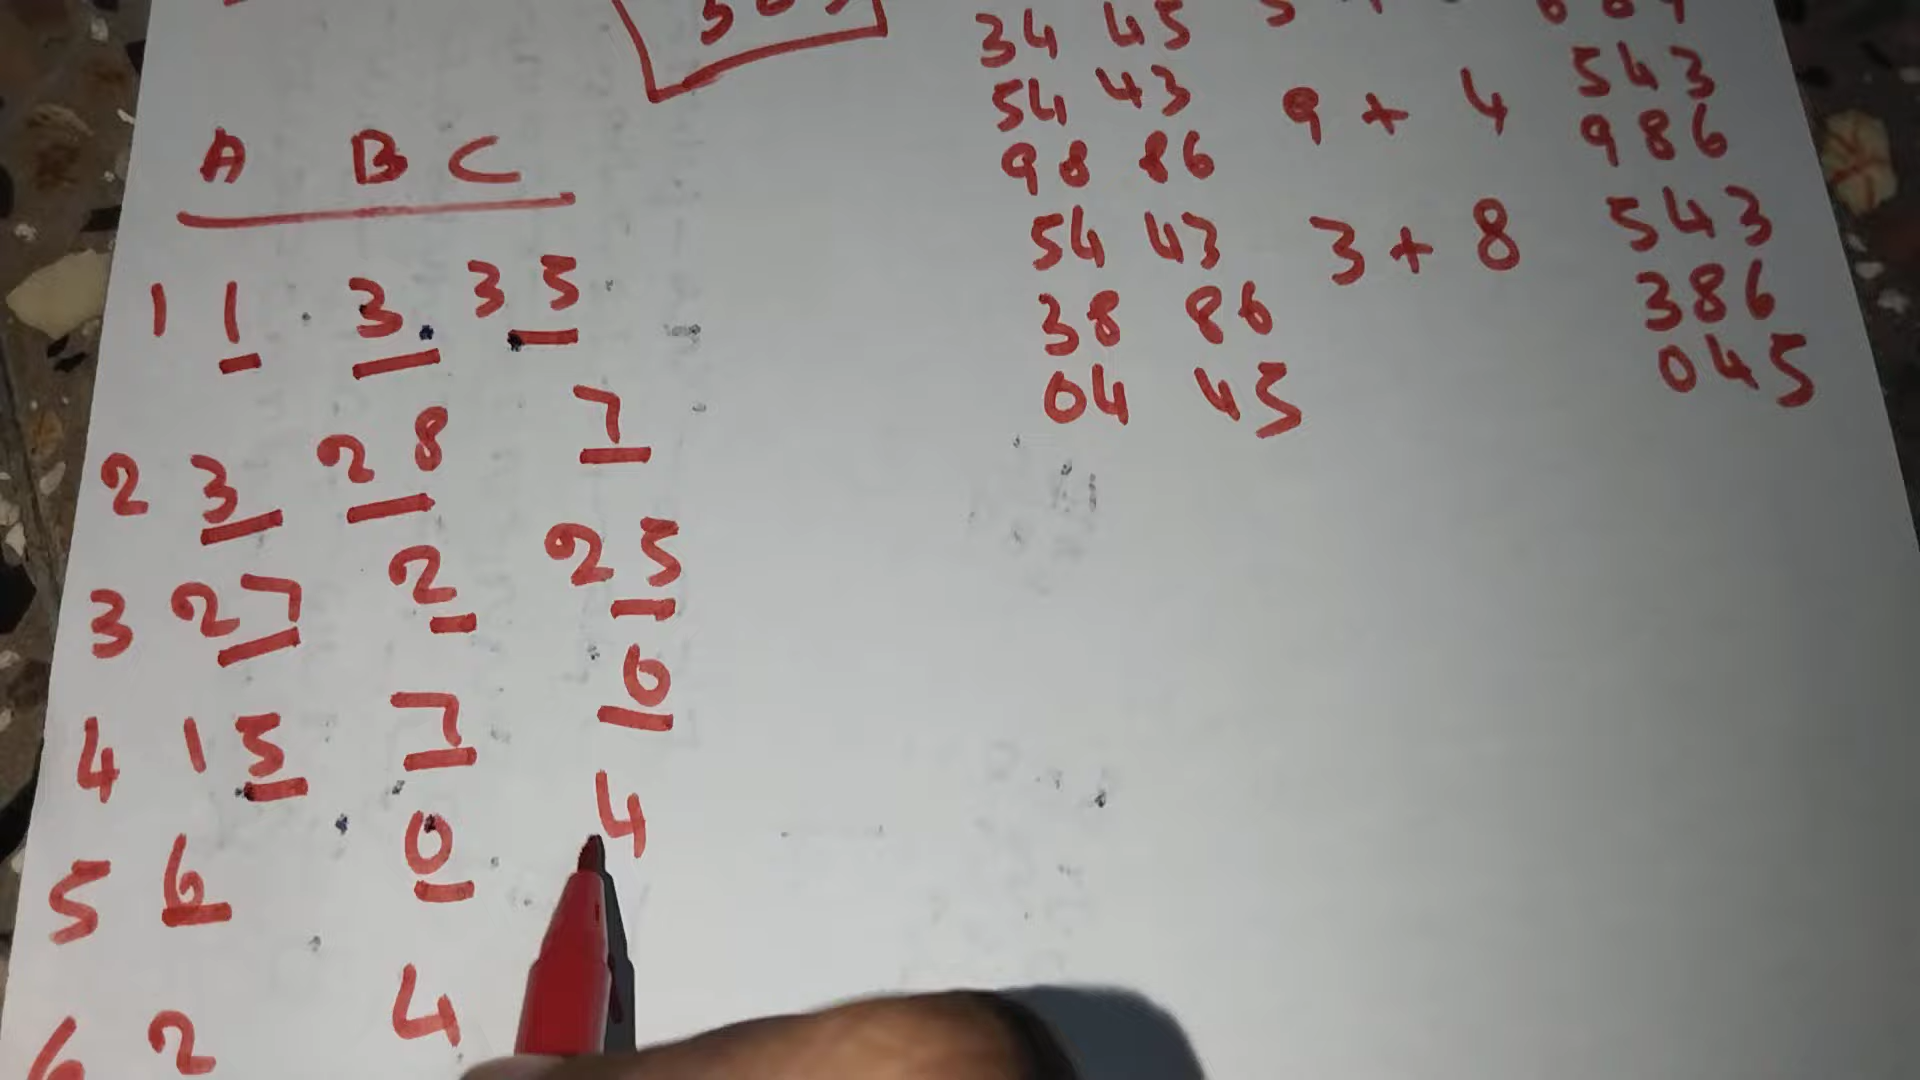 34 45
54 43 9 + 4 543
98 86 986
54 43 3 + 8 543
38 86 386
04 45 045
A B C
1 1 3 3 5
2 3 2 8 7
3 2 7 2 2 5
4 1 5 7 0
5 6 0 4
6 2 4